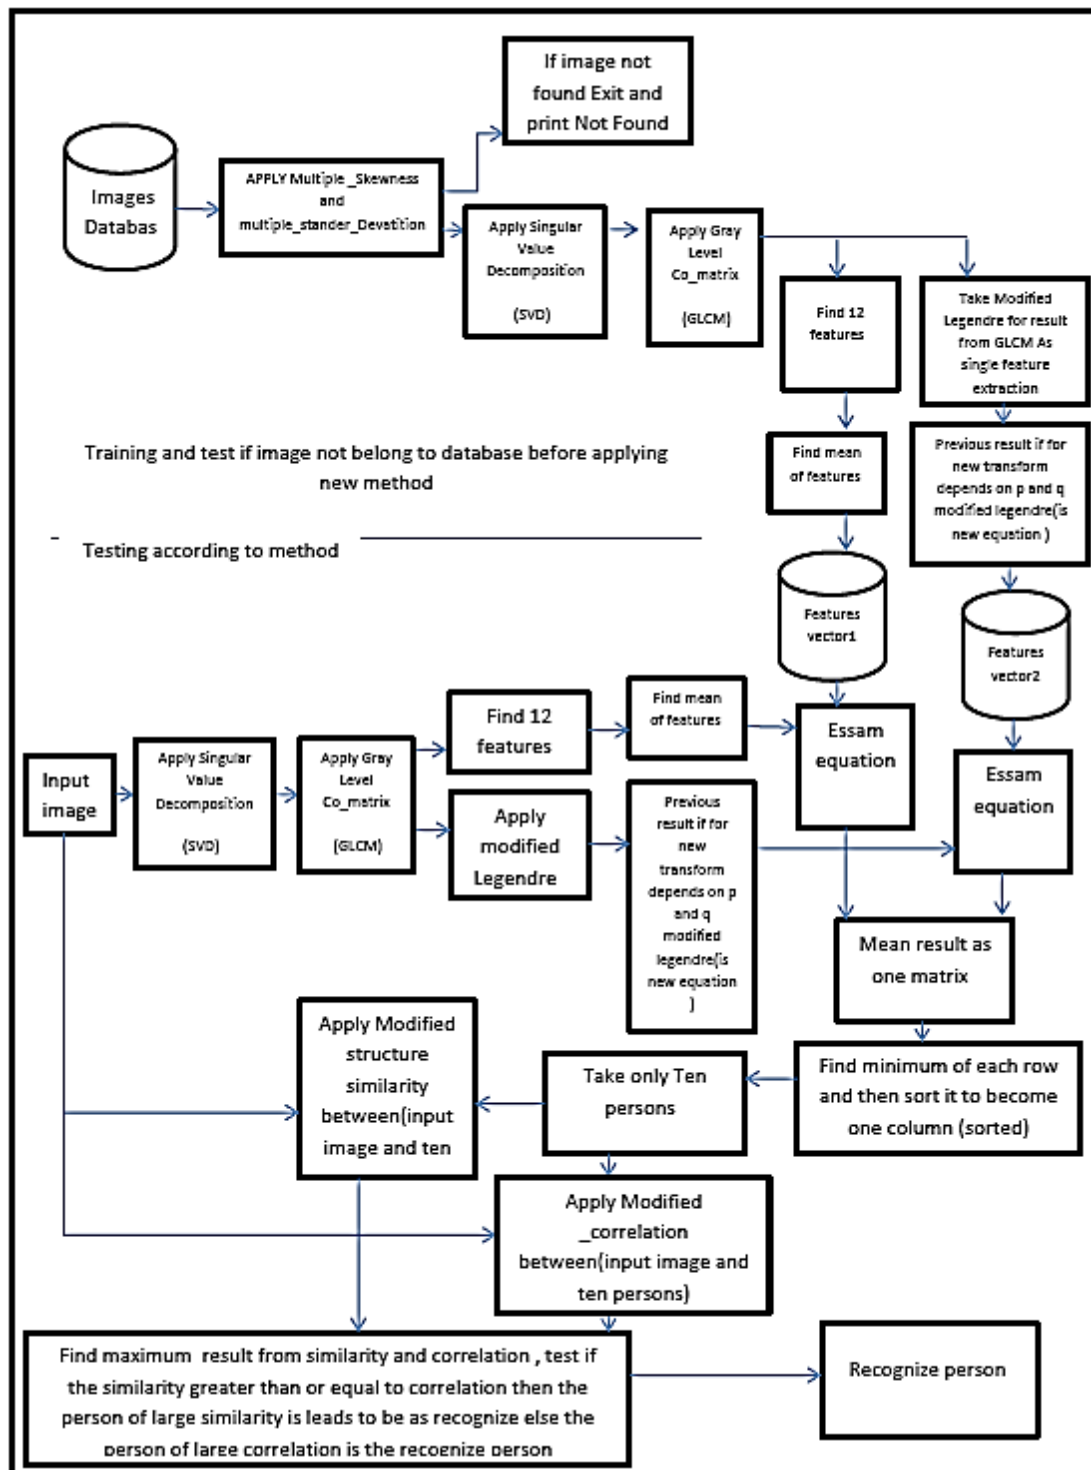 If image not
found Exit and
print Not Found
Images
Databas
APPLY Multiple _Skewness
and
multiple_stander_Devatition
Apply Singular
Value
Decomposition
(SVD)
Apply Gray
Level
Co_matrix
(GLCM)
Find 12
features
Take Modified
Legendre for result
from GLCM As
single feature
extraction
Training and test if image not belong to database before applying
new method
Find mean
of features
Previous result if for
new transform
depends on p and q
modified legendre(is
new equation )
Testing according to method
Features
vector1
Features
vector2
Input
image
Apply Singular
Value
Decomposition
(SVD)
Apply Gray
Level
Co_matrix
(GLCM)
Find 12
features
Find mean
of features
Essam
equation
Apply
modified
Legendre
Previous
result if for
new
transform
depends on p
and q
modified
legendre(is
new equation
)
Essam
equation
Mean result as
one matrix
Apply Modified
structure
similarity
between(input
image and ten
Take only Ten
persons
Find minimum of each row
and then sort it to become
one column (sorted)
Apply Modified
_correlation
between(input image and
ten persons)
Find maximum result from similarity and correlation , test if
the similarity greater than or equal to correlation then the
person of large similarity is leads to be as recognize else the
person of large correlation is the recognize person
Recognize person